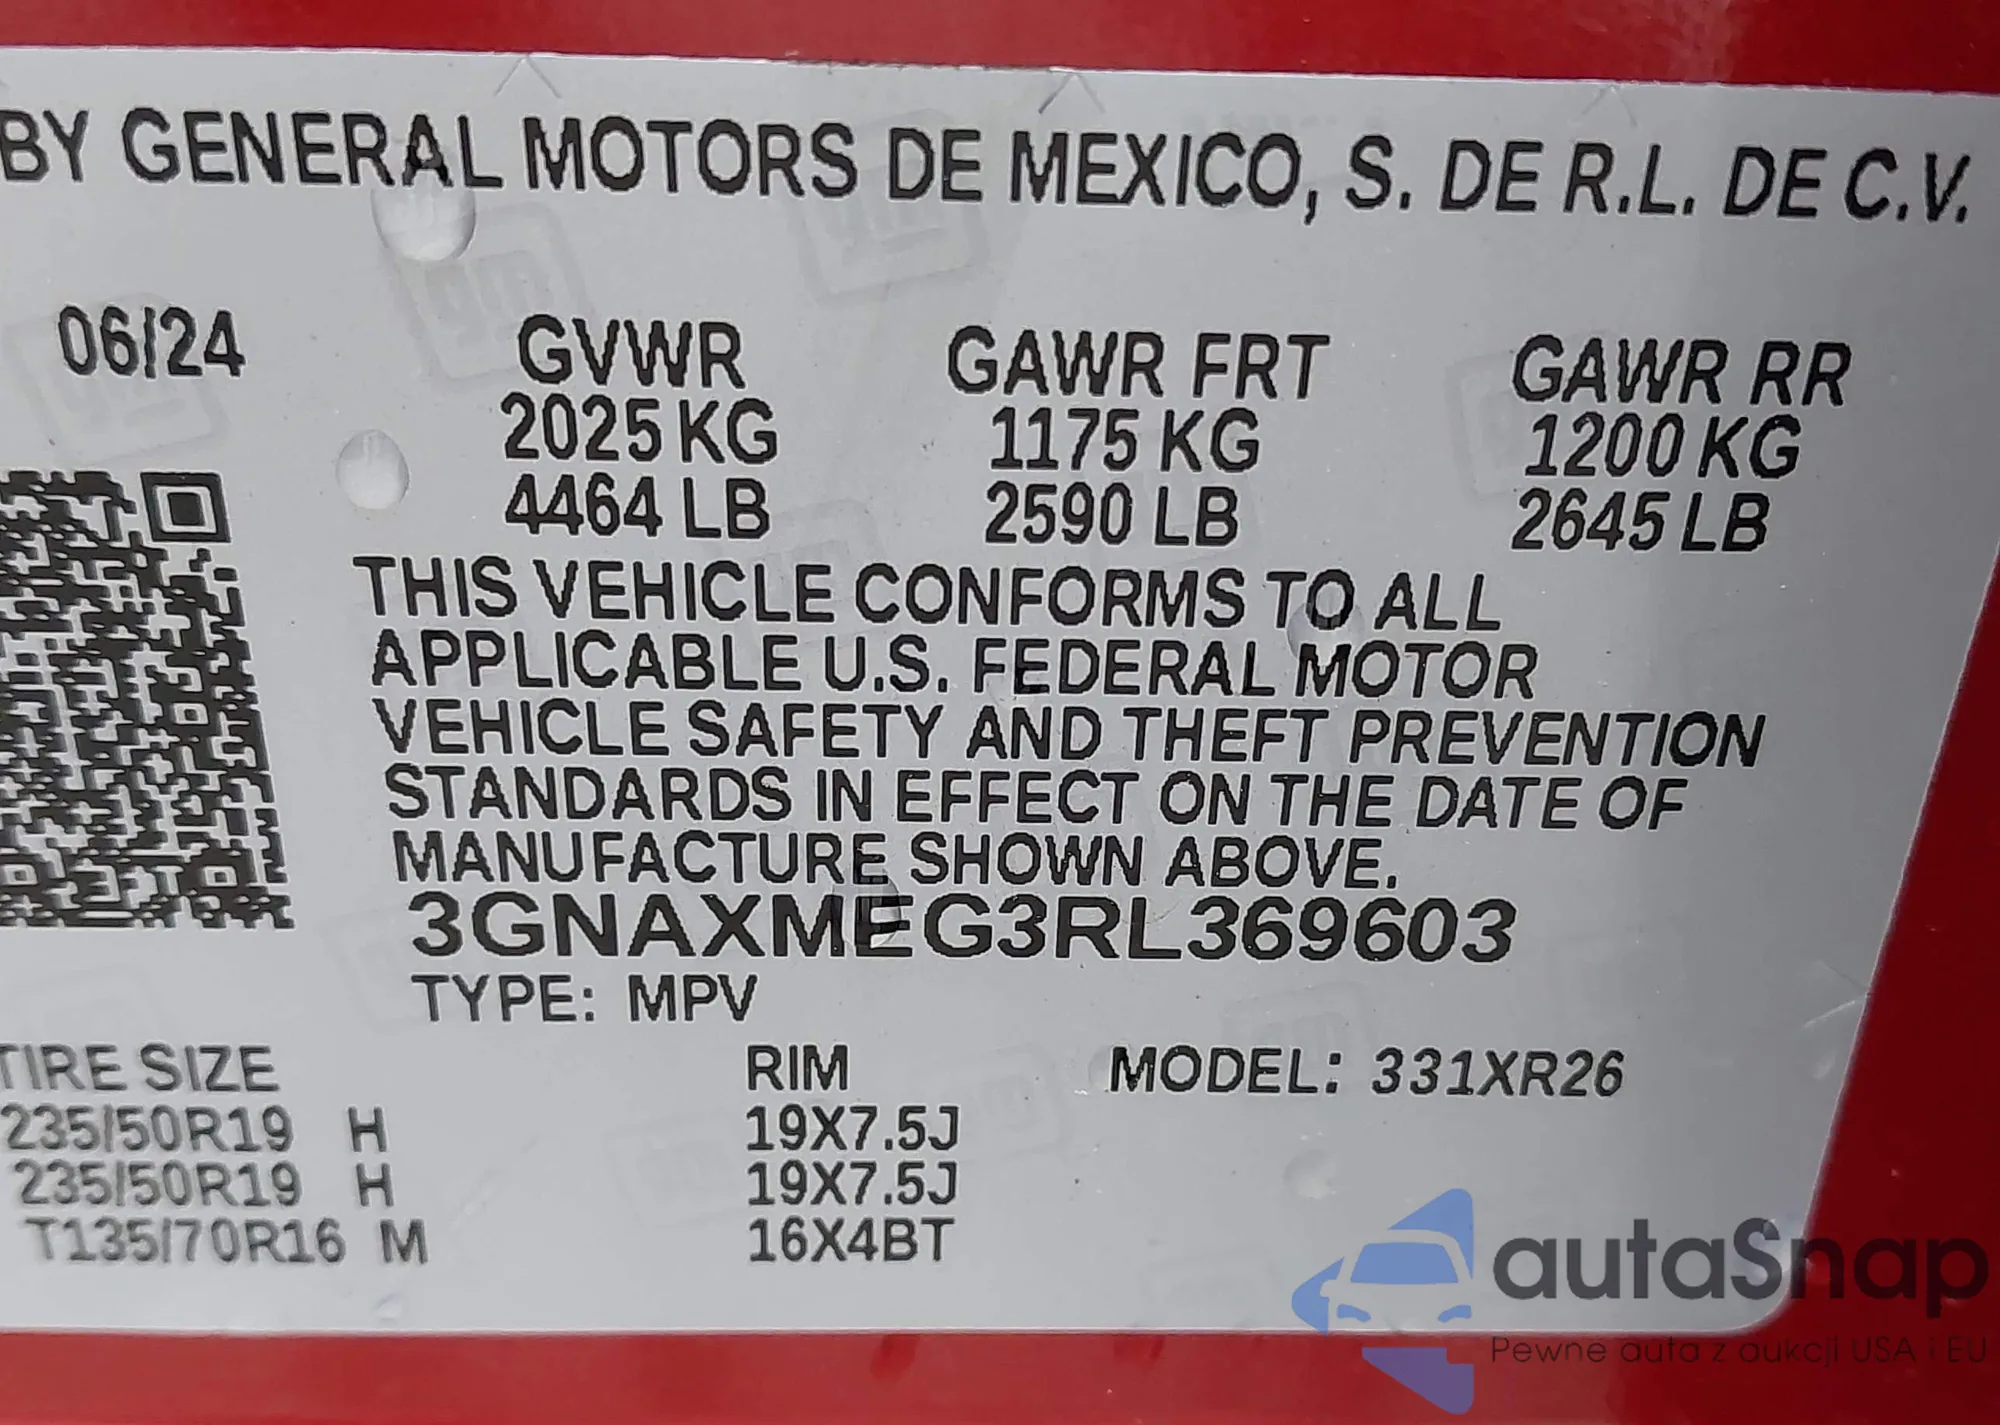 BY GENERAL MOTORS DE MEXICO, S. DE R.L. DE C.V.
06/24 GVWR GAWR FRT GAWR RR
2025 KG 1175 KG 1200 KG
4464 LB 2590 LB 2645 LB
THIS VEHICLE CONFORMS TO ALL
APPLICABLE U.S. FEDERAL MOTOR
VEHICLE SAFETY AND THEFT PREVENTION
STANDARDS IN EFFECT ON THE DATE OF
MANUFACTURE SHOWN ABOVE.
3GNAXMEG3RL369603
TYPE: MPV
TIRE SIZE RIM MODEL: 331XR26
235/50R19 H 19X7.5J
235/50R19 H 19X7.5J
T135/70R16 M 16X4BT
autaSnap
Pewne auta z aukcji USA i EU